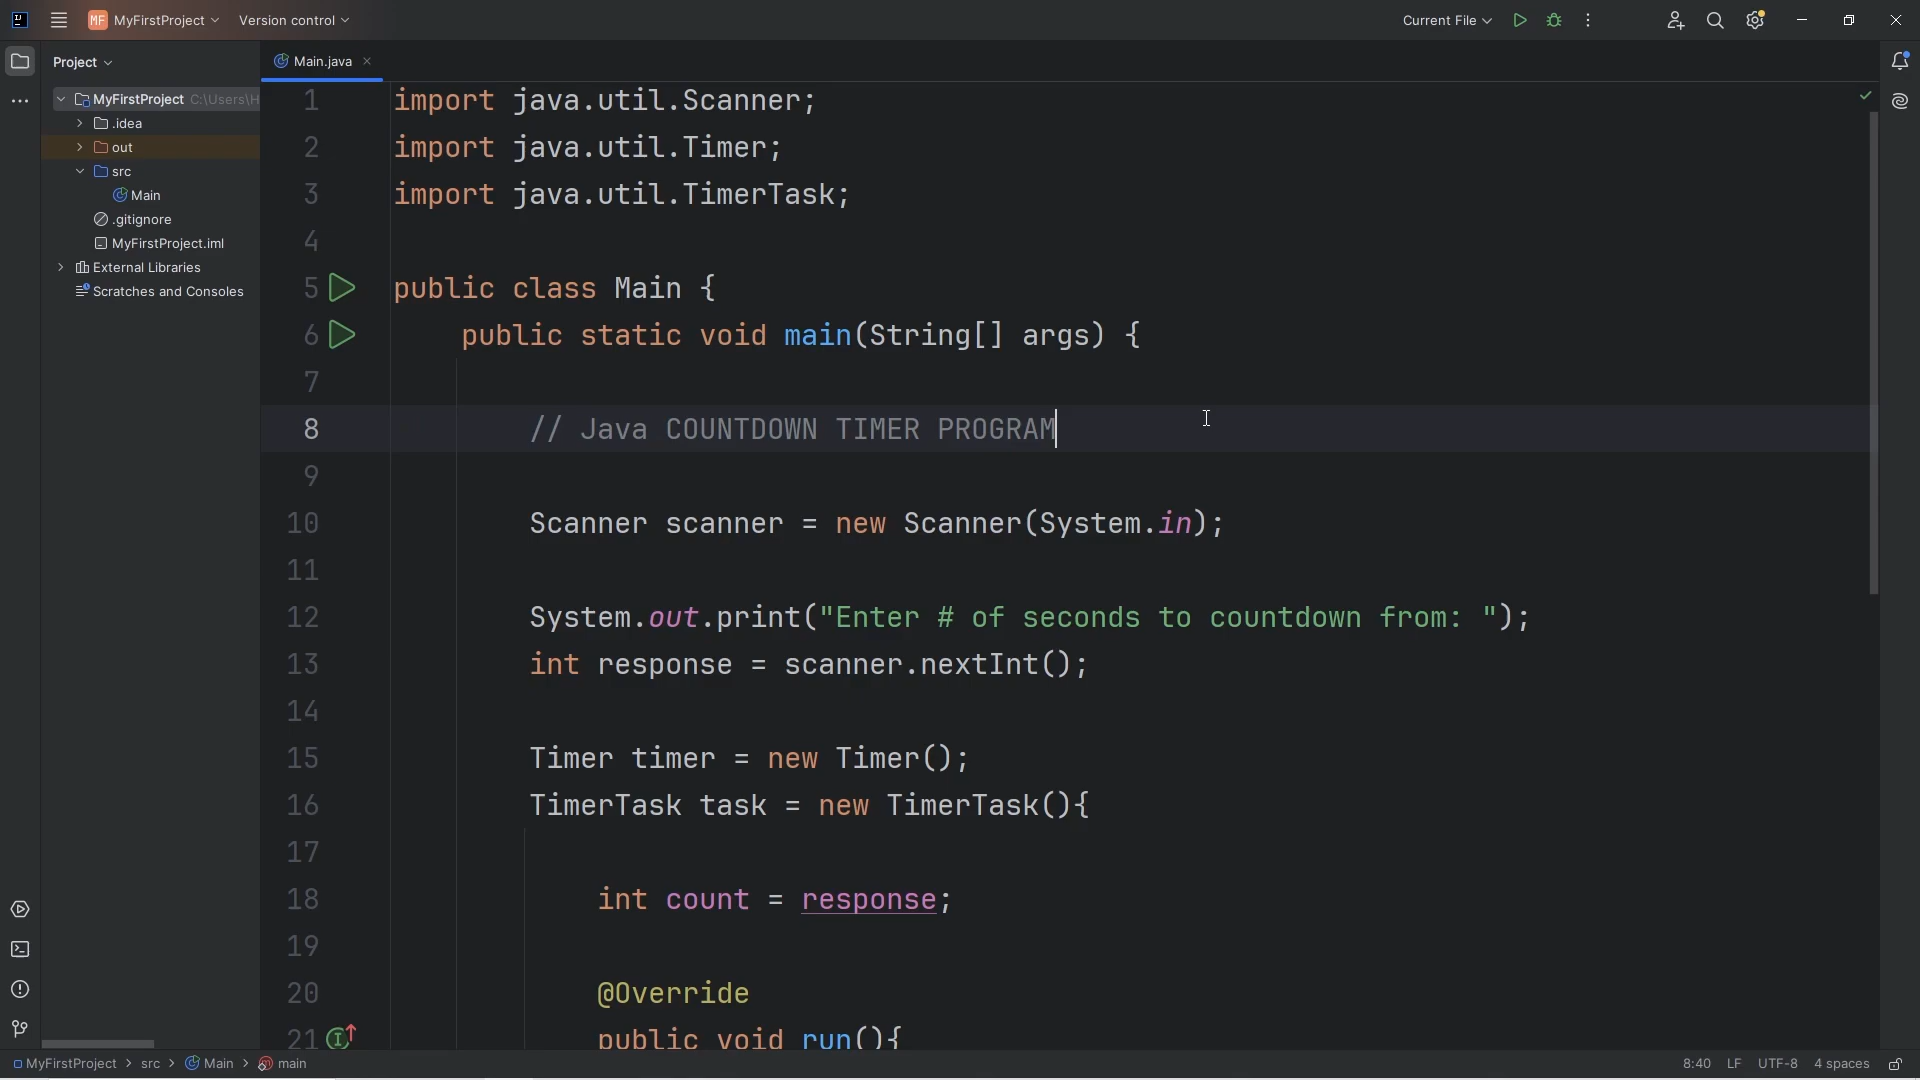 MF MyFirstProject Version control Current File
Project Main.java
MyFirstProject C:\Users\H
.idea
out
src
Main
.gitignore
MyFirstProject.iml
External Libraries
Scratches and Consoles
1 import java.util.Scanner;
2 import java.util.Timer;
3 import java.util.TimerTask;
4
5 public class Main {
6 public static void main(String[] args) {
7
8 // Java COUNTDOWN TIMER PROGRAM
9
10 Scanner scanner = new Scanner(System.in);
11
12 System.out.print("Enter # of seconds to countdown from: ");
13 int response = scanner.nextInt();
14
15 Timer timer = new Timer();
16 TimerTask task = new TimerTask(){
17
18 int count = response;
19
20 @Override
21 public void run(){
MyFirstProject > src > Main > main 8:40 LF UTF-8 4 spaces